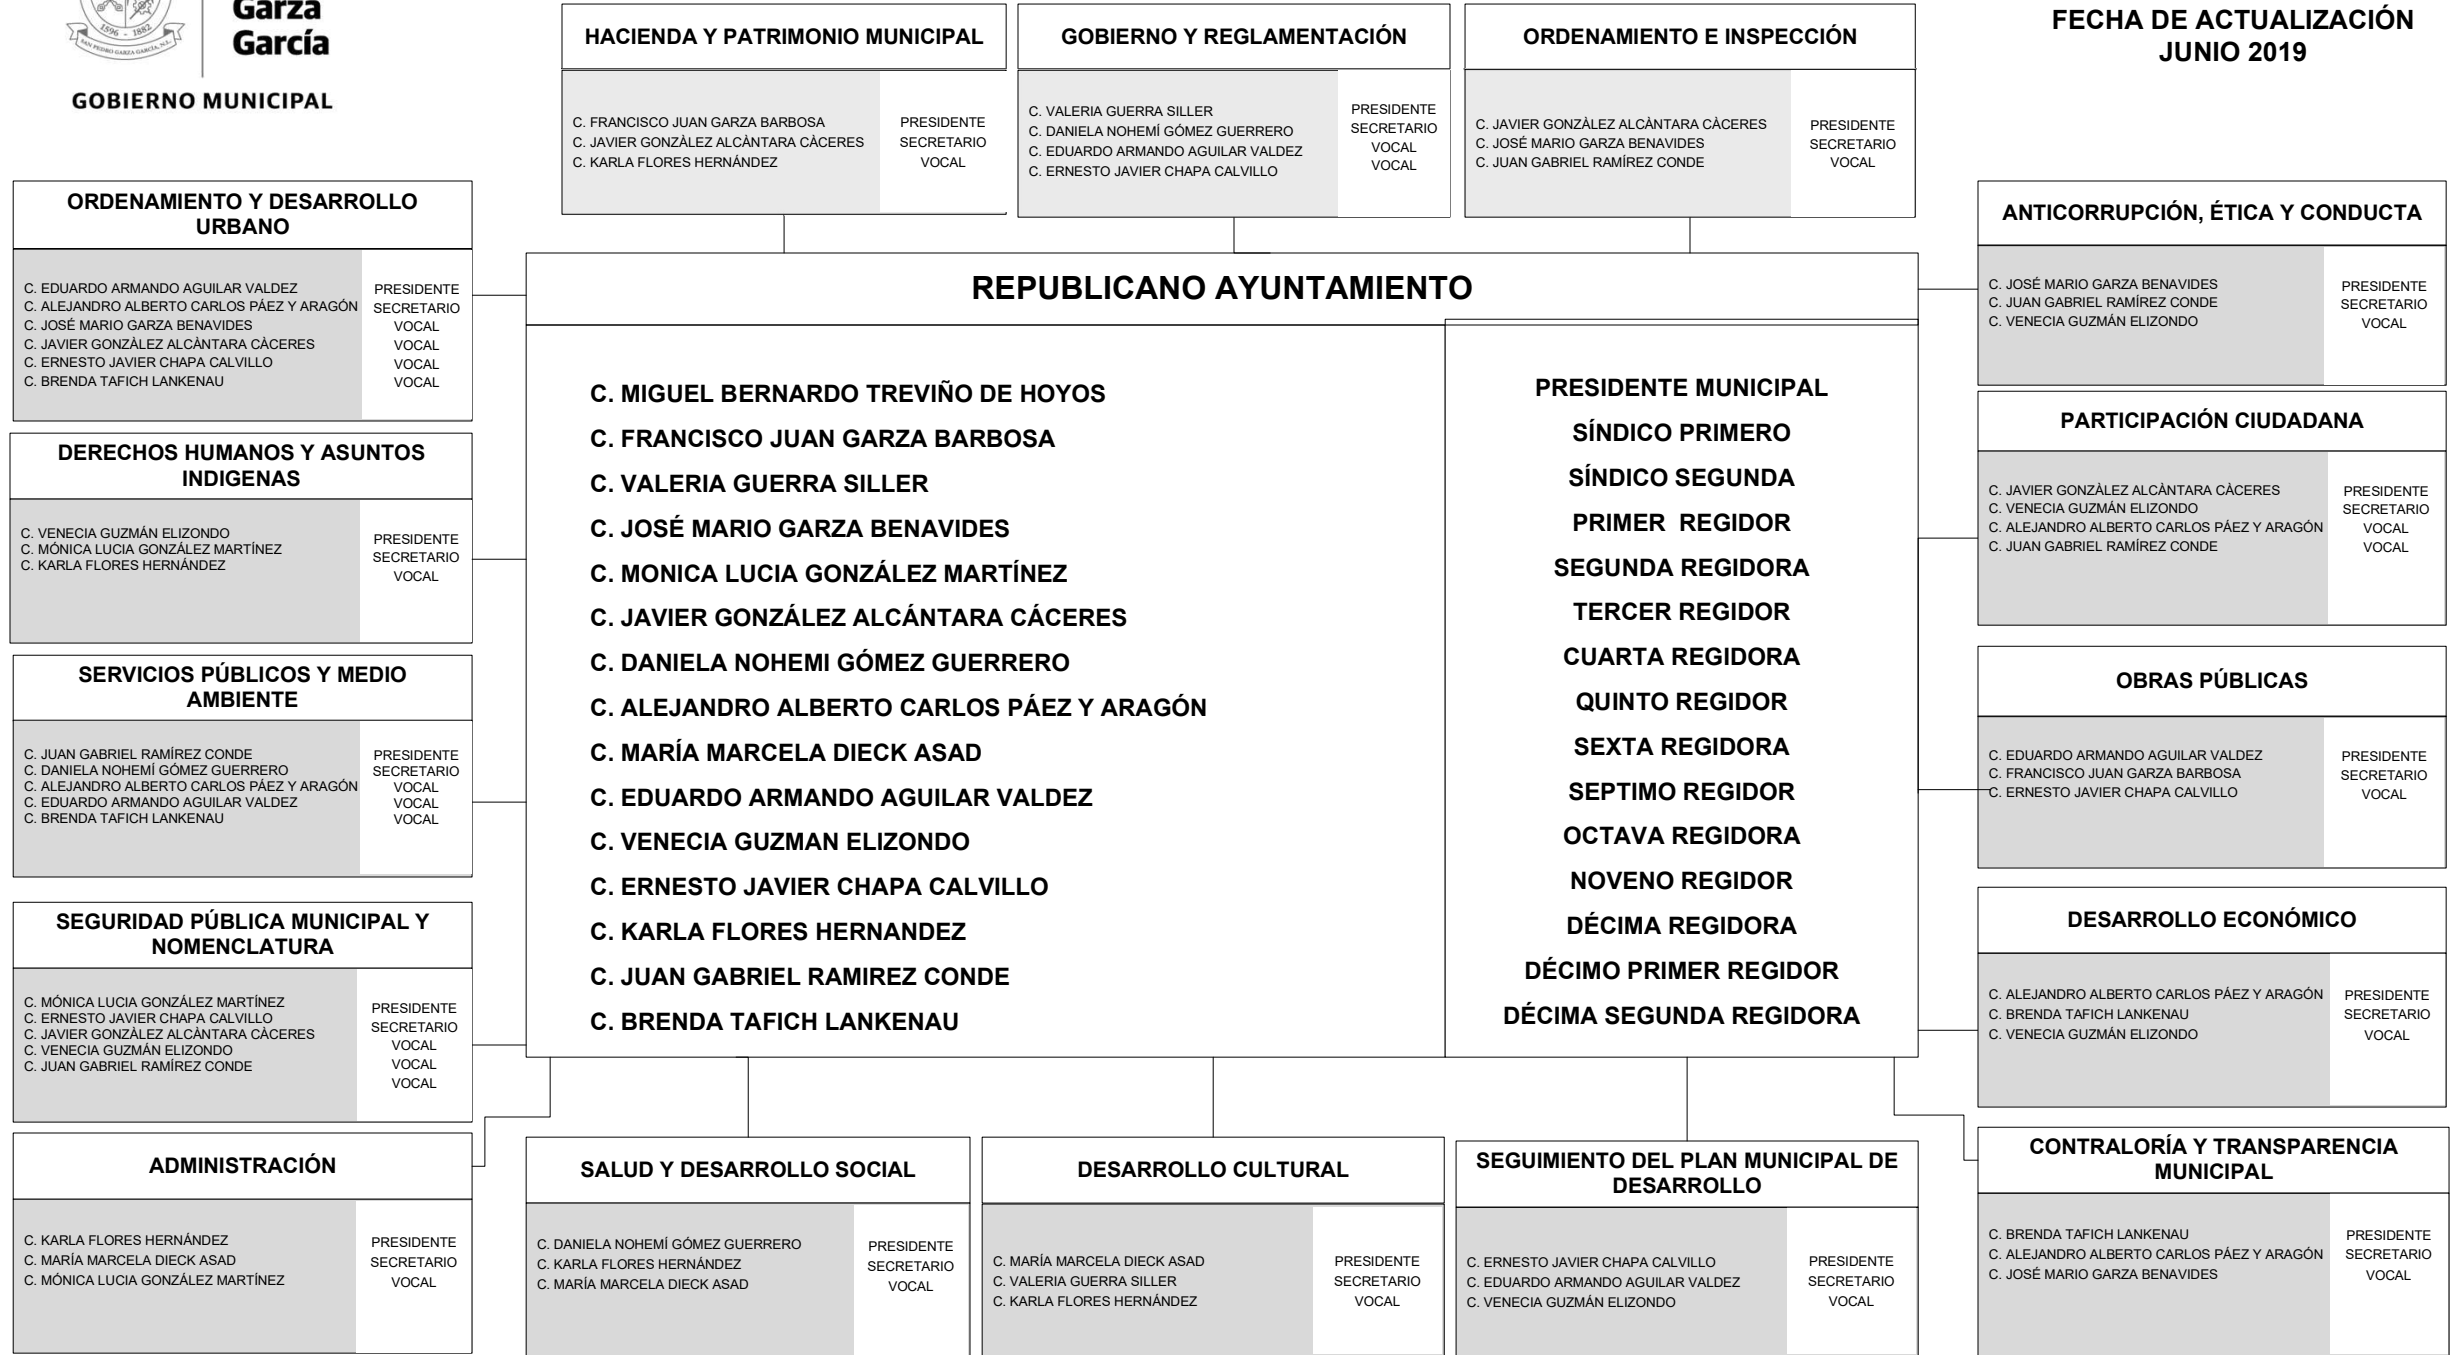 Garza
García
1596 - 1882
SAN PEDRO GARZA GARCÍA, N.L.
GOBIERNO MUNICIPAL
FECHA DE ACTUALIZACIÓN
JUNIO 2019
HACIENDA Y PATRIMONIO MUNICIPAL
C. FRANCISCO JUAN GARZA BARBOSA PRESIDENTE
C. JAVIER GONZÀLEZ ALCÀNTARA CÀCERES SECRETARIO
C. KARLA FLORES HERNÁNDEZ VOCAL
GOBIERNO Y REGLAMENTACIÓN
C. VALERIA GUERRA SILLER PRESIDENTE
C. DANIELA NOHEMÍ GÓMEZ GUERRERO SECRETARIO
C. EDUARDO ARMANDO AGUILAR VALDEZ VOCAL
C. ERNESTO JAVIER CHAPA CALVILLO VOCAL
ORDENAMIENTO E INSPECCIÓN
C. JAVIER GONZÀLEZ ALCÀNTARA CÀCERES PRESIDENTE
C. JOSÉ MARIO GARZA BENAVIDES SECRETARIO
C. JUAN GABRIEL RAMÍREZ CONDE VOCAL
ORDENAMIENTO Y DESARROLLO
URBANO
C. EDUARDO ARMANDO AGUILAR VALDEZ PRESIDENTE
C. ALEJANDRO ALBERTO CARLOS PÁEZ Y ARAGÓN SECRETARIO
C. JOSÉ MARIO GARZA BENAVIDES VOCAL
C. JAVIER GONZÀLEZ ALCÀNTARA CÀCERES VOCAL
C. ERNESTO JAVIER CHAPA CALVILLO VOCAL
C. BRENDA TAFICH LANKENAU VOCAL
DERECHOS HUMANOS Y ASUNTOS
INDIGENAS
C. VENECIA GUZMÁN ELIZONDO PRESIDENTE
C. MÓNICA LUCIA GONZÁLEZ MARTÍNEZ SECRETARIO
C. KARLA FLORES HERNÁNDEZ VOCAL
SERVICIOS PÚBLICOS Y MEDIO
AMBIENTE
C. JUAN GABRIEL RAMÍREZ CONDE PRESIDENTE
C. DANIELA NOHEMÍ GÓMEZ GUERRERO SECRETARIO
C. ALEJANDRO ALBERTO CARLOS PÁEZ Y ARAGÓN VOCAL
C. EDUARDO ARMANDO AGUILAR VALDEZ VOCAL
C. BRENDA TAFICH LANKENAU VOCAL
SEGURIDAD PÚBLICA MUNICIPAL Y
NOMENCLATURA
C. MÓNICA LUCIA GONZÁLEZ MARTÍNEZ PRESIDENTE
C. ERNESTO JAVIER CHAPA CALVILLO SECRETARIO
C. JAVIER GONZÀLEZ ALCÀNTARA CÀCERES VOCAL
C. VENECIA GUZMÁN ELIZONDO VOCAL
C. JUAN GABRIEL RAMÍREZ CONDE VOCAL
ADMINISTRACIÓN
C. KARLA FLORES HERNÁNDEZ PRESIDENTE
C. MARÍA MARCELA DIECK ASAD SECRETARIO
C. MÓNICA LUCIA GONZÁLEZ MARTÍNEZ VOCAL
REPUBLICANO AYUNTAMIENTO
C. MIGUEL BERNARDO TREVIÑO DE HOYOS PRESIDENTE MUNICIPAL
C. FRANCISCO JUAN GARZA BARBOSA SÍNDICO PRIMERO
C. VALERIA GUERRA SILLER SÍNDICO SEGUNDA
C. JOSÉ MARIO GARZA BENAVIDES PRIMER REGIDOR
C. MONICA LUCIA GONZÁLEZ MARTÍNEZ SEGUNDA REGIDORA
C. JAVIER GONZÁLEZ ALCÁNTARA CÁCERES TERCER REGIDOR
C. DANIELA NOHEMI GÓMEZ GUERRERO CUARTA REGIDORA
C. ALEJANDRO ALBERTO CARLOS PÁEZ Y ARAGÓN QUINTO REGIDOR
C. MARÍA MARCELA DIECK ASAD SEXTA REGIDORA
C. EDUARDO ARMANDO AGUILAR VALDEZ SEPTIMO REGIDOR
C. VENECIA GUZMAN ELIZONDO OCTAVA REGIDORA
C. ERNESTO JAVIER CHAPA CALVILLO NOVENO REGIDOR
C. KARLA FLORES HERNANDEZ DÉCIMA REGIDORA
C. JUAN GABRIEL RAMIREZ CONDE DÉCIMO PRIMER REGIDOR
C. BRENDA TAFICH LANKENAU DÉCIMA SEGUNDA REGIDORA
ANTICORRUPCIÓN, ÉTICA Y CONDUCTA
C. JOSÉ MARIO GARZA BENAVIDES PRESIDENTE
C. JUAN GABRIEL RAMÍREZ CONDE SECRETARIO
C. VENECIA GUZMÁN ELIZONDO VOCAL
PARTICIPACIÓN CIUDADANA
C. JAVIER GONZÀLEZ ALCÀNTARA CÀCERES PRESIDENTE
C. VENECIA GUZMÁN ELIZONDO SECRETARIO
C. ALEJANDRO ALBERTO CARLOS PÁEZ Y ARAGÓN VOCAL
C. JUAN GABRIEL RAMÍREZ CONDE VOCAL
OBRAS PÚBLICAS
C. EDUARDO ARMANDO AGUILAR VALDEZ PRESIDENTE
C. FRANCISCO JUAN GARZA BARBOSA SECRETARIO
C. ERNESTO JAVIER CHAPA CALVILLO VOCAL
DESARROLLO ECONÓMICO
C. ALEJANDRO ALBERTO CARLOS PÁEZ Y ARAGÓN PRESIDENTE
C. BRENDA TAFICH LANKENAU SECRETARIO
C. VENECIA GUZMÁN ELIZONDO VOCAL
SALUD Y DESARROLLO SOCIAL
C. DANIELA NOHEMÍ GÓMEZ GUERRERO PRESIDENTE
C. KARLA FLORES HERNÁNDEZ SECRETARIO
C. MARÍA MARCELA DIECK ASAD VOCAL
DESARROLLO CULTURAL
C. MARÍA MARCELA DIECK ASAD PRESIDENTE
C. VALERIA GUERRA SILLER SECRETARIO
C. KARLA FLORES HERNÁNDEZ VOCAL
SEGUIMIENTO DEL PLAN MUNICIPAL DE
DESARROLLO
C. ERNESTO JAVIER CHAPA CALVILLO PRESIDENTE
C. EDUARDO ARMANDO AGUILAR VALDEZ SECRETARIO
C. VENECIA GUZMÁN ELIZONDO VOCAL
CONTRALORÍA Y TRANSPARENCIA
MUNICIPAL
C. BRENDA TAFICH LANKENAU PRESIDENTE
C. ALEJANDRO ALBERTO CARLOS PÁEZ Y ARAGÓN SECRETARIO
C. JOSÉ MARIO GARZA BENAVIDES VOCAL